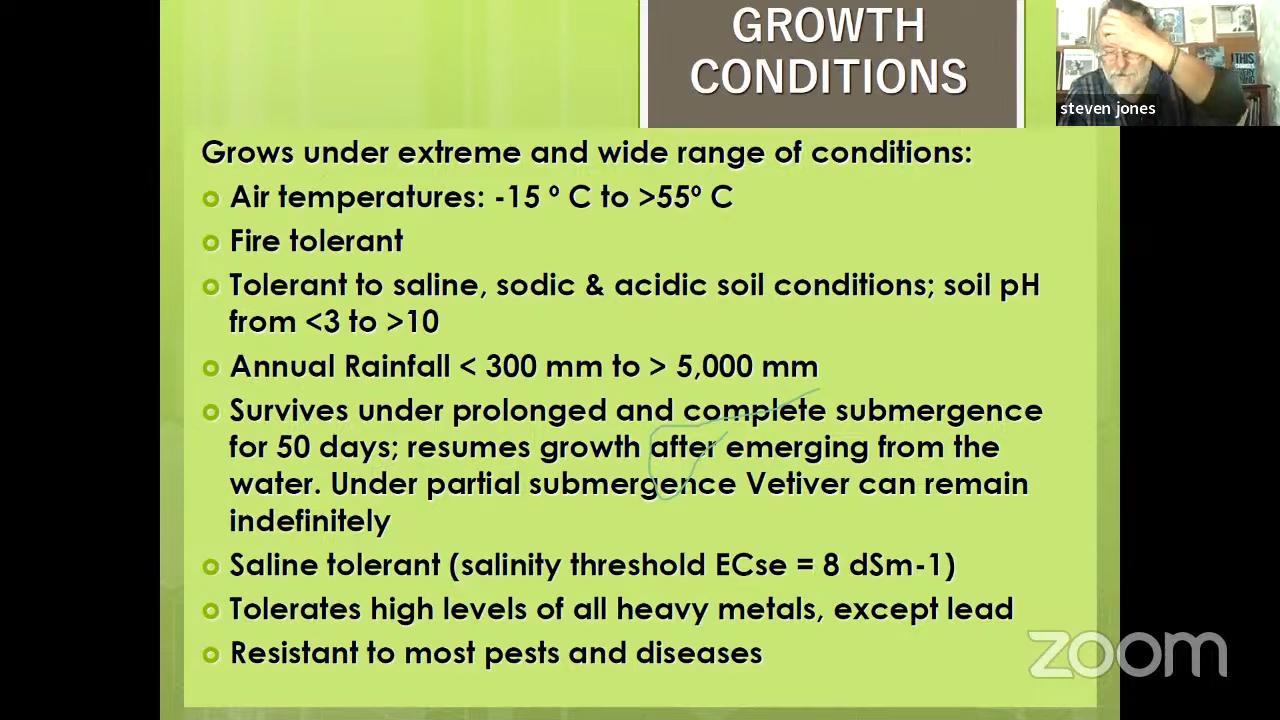 GROWTH
CONDITIONS
steven jones
THIS
Grows under extreme and wide range of conditions:
Air temperatures: -15 º C to >55º C
Fire tolerant
Tolerant to saline, sodic & acidic soil conditions; soil pH
from <3 to >10
Annual Rainfall < 300 mm to > 5,000 mm
Survives under prolonged and complete submergence
for 50 days; resumes growth after emerging from the
water. Under partial submergence Vetiver can remain
indefinitely
Saline tolerant (salinity threshold ECse = 8 dSm-1)
Tolerates high levels of all heavy metals, except lead
Resistant to most pests and diseases
zoom